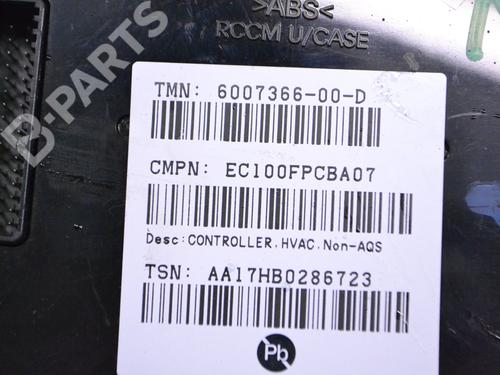 >ABS<
RCCM U/CASE
B-PARTS
TMN: 6007366-00-D
CMPN: EC100FPCBA07
Desc:CONTROLLER,HVAC,Non-AQS
TSN: AA17HB0286723
Pb